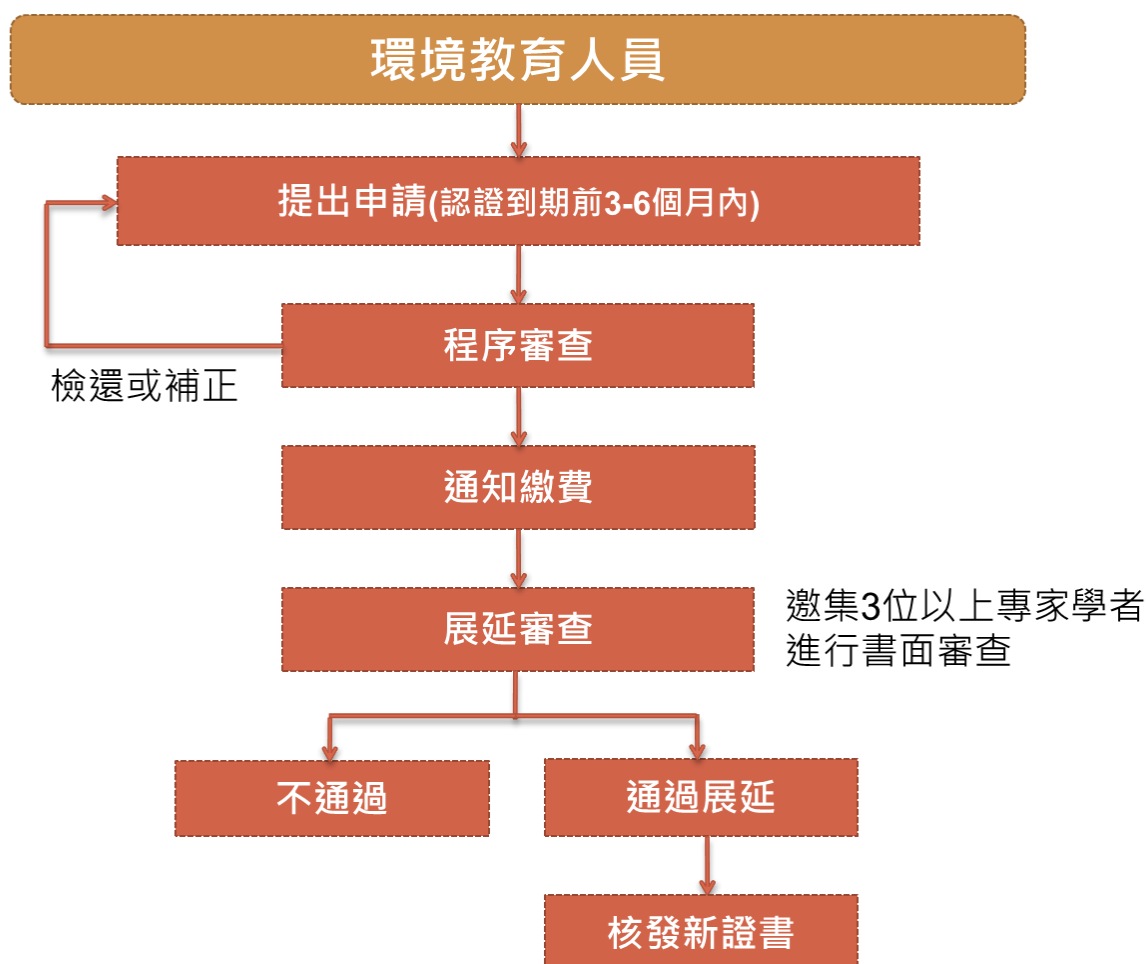 環境教育人員
提出申請(認證到期前3-6個月內)
程序審查
檢還或補正
通知繳費
展延審查
邀集3位以上專家學者
進行書面審查
不通過
通過展延
核發新證書